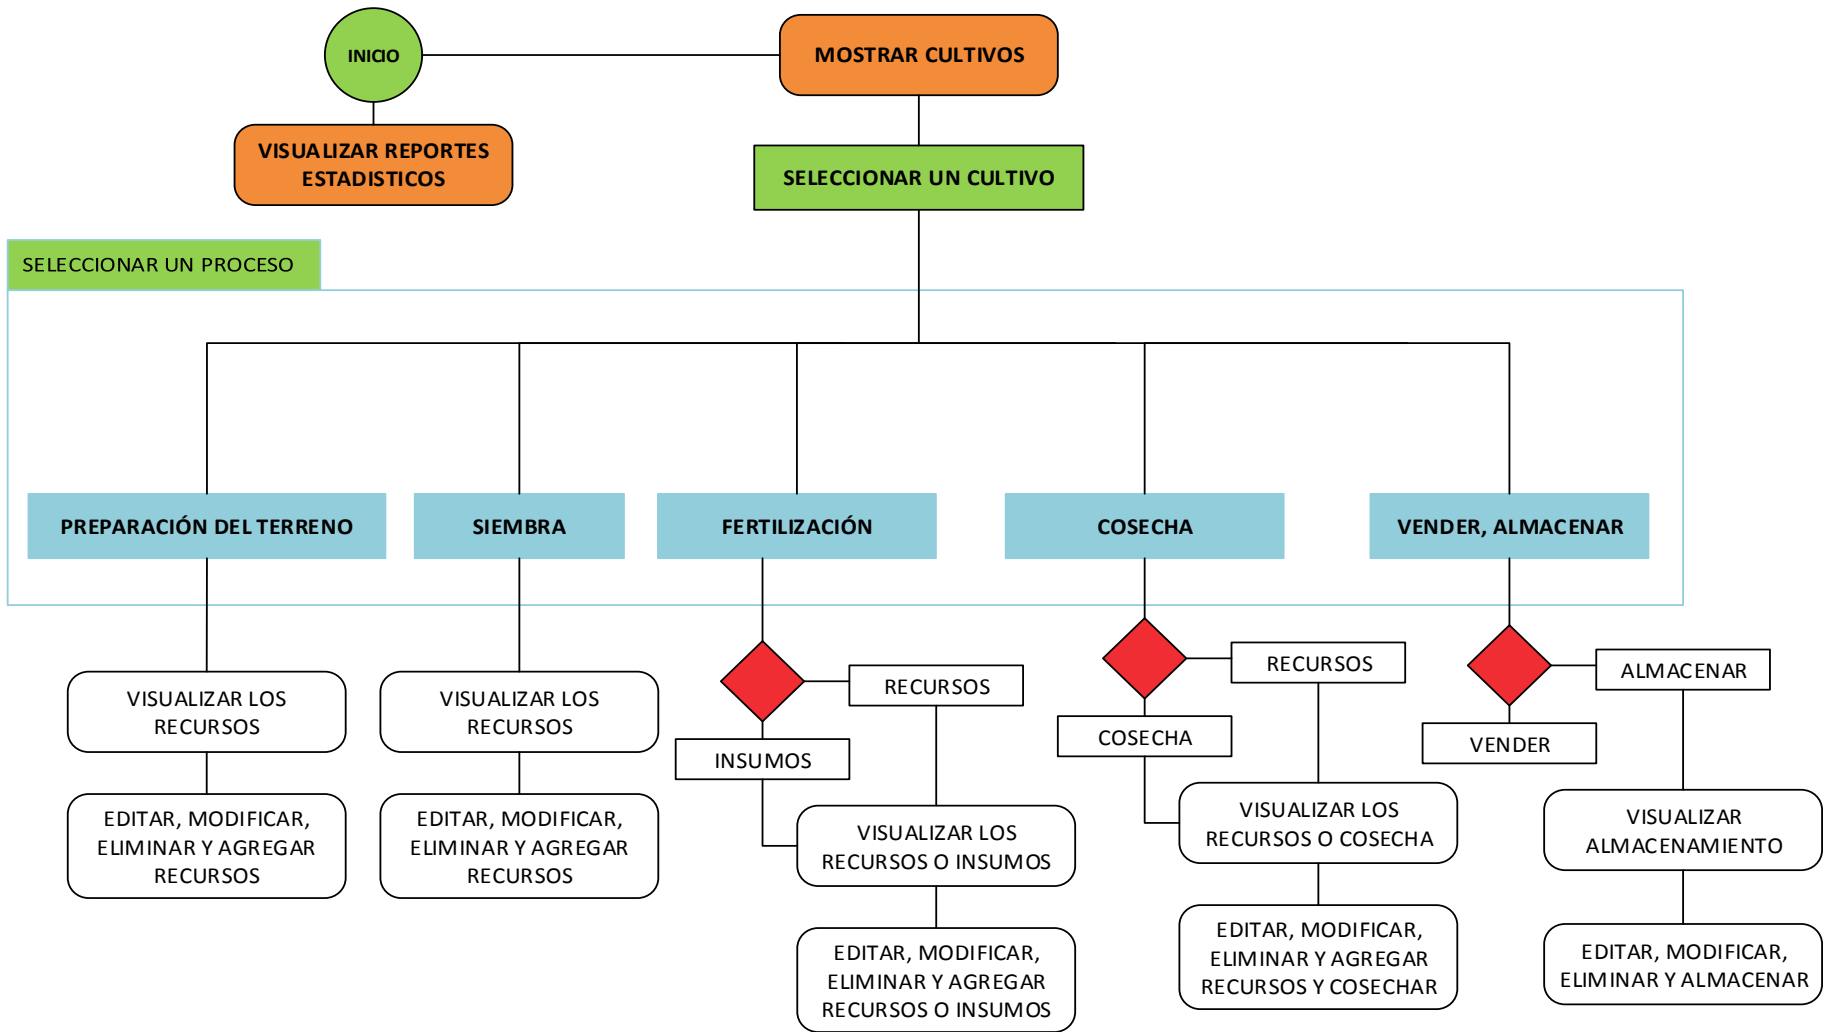 INICIO
MOSTRAR CULTIVOS
VISUALIZAR REPORTES
ESTADISTICOS
SELECCIONAR UN CULTIVO
SELECCIONAR UN PROCESO
PREPARACIÓN DEL TERRENO
SIEMBRA
FERTILIZACIÓN
COSECHA
VENDER, ALMACENAR
VISUALIZAR LOS
RECURSOS
EDITAR, MODIFICAR,
ELIMINAR Y AGREGAR
RECURSOS
VISUALIZAR LOS
RECURSOS
EDITAR, MODIFICAR,
ELIMINAR Y AGREGAR
RECURSOS
RECURSOS
INSUMOS
VISUALIZAR LOS
RECURSOS O INSUMOS
EDITAR, MODIFICAR,
ELIMINAR Y AGREGAR
RECURSOS O INSUMOS
RECURSOS
COSECHA
VISUALIZAR LOS
RECURSOS O COSECHA
EDITAR, MODIFICAR,
ELIMINAR Y AGREGAR
RECURSOS Y COSECHAR
ALMACENAR
VENDER
VISUALIZAR
ALMACENAMIENTO
EDITAR, MODIFICAR,
ELIMINAR Y ALMACENAR